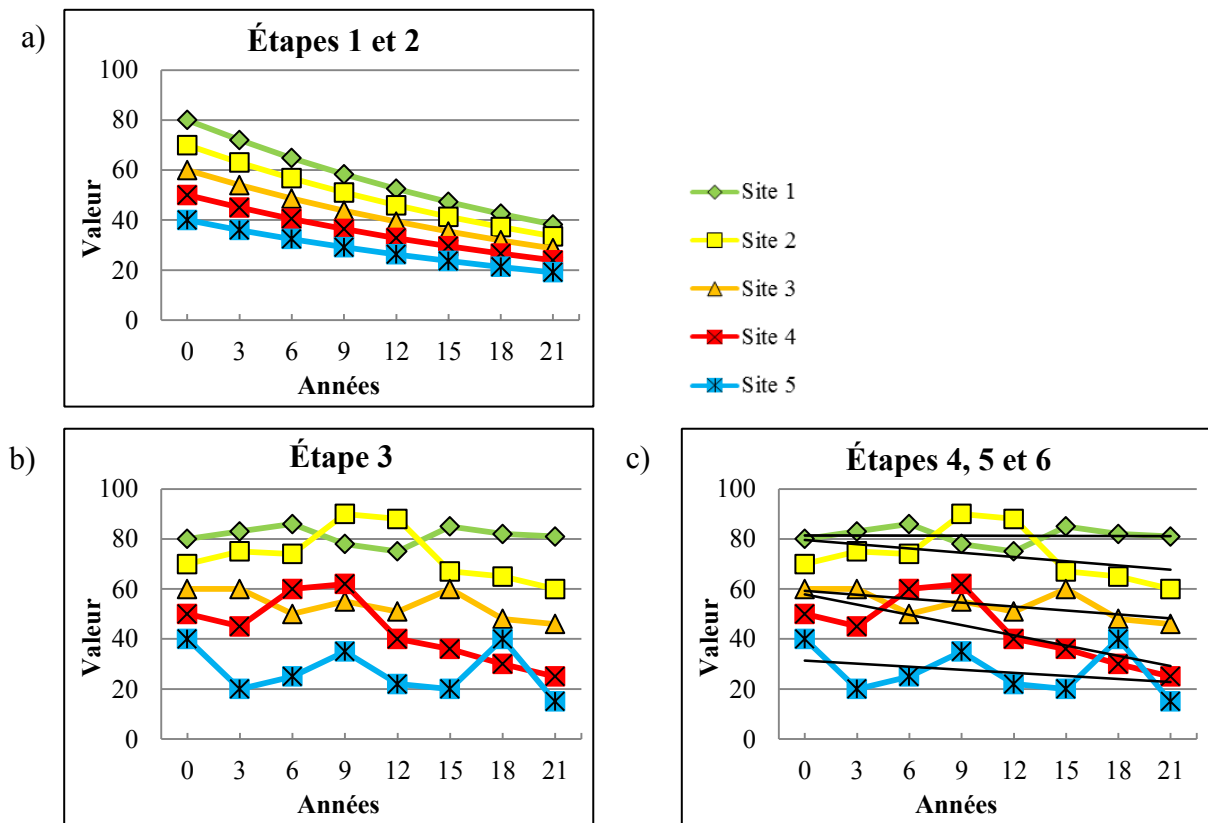 a)
Étapes 1 et 2
100
80
60
40
20
0
Valeur
0 3 6 9 12 15 18 21
Années
Site 1
Site 2
Site 3
Site 4
Site 5
b)
Étape 3
100
80
60
40
20
0
Valeur
0 3 6 9 12 15 18 21
Années
c)
Étapes 4, 5 et 6
100
80
60
40
20
0
Valeur
0 3 6 9 12 15 18 21
Années